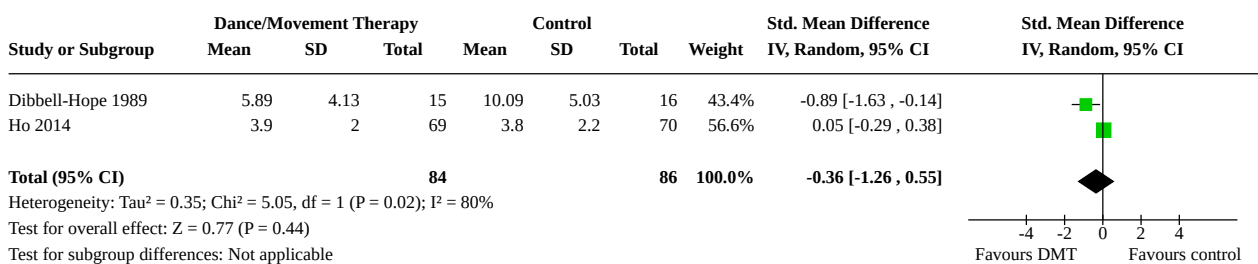 Dance/Movement Therapy Control Std. Mean Difference Std. Mean Difference
Study or Subgroup Mean SD Total Mean SD Total Weight IV, Random, 95% CI IV, Random, 95% CI
Dibbell-Hope 1989 5.89 4.13 15 10.09 5.03 16 43.4% -0.89 [-1.63 , -0.14]
Ho 2014 3.9 2 69 3.8 2.2 70 56.6% 0.05 [-0.29 , 0.38]
Total (95% CI) 84 86 100.0% -0.36 [-1.26 , 0.55]
Heterogeneity: Tau² = 0.35; Chi² = 5.05, df = 1 (P = 0.02); I² = 80%
Test for overall effect: Z = 0.77 (P = 0.44) -4 -2 0 2 4
Test for subgroup differences: Not applicable Favours DMT Favours control